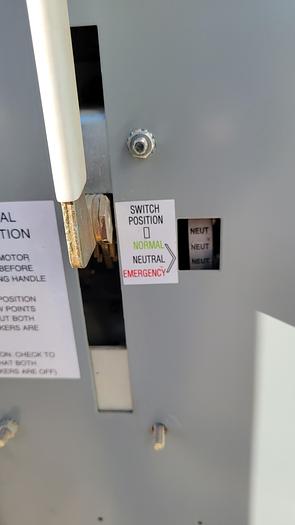 AL
TION
MOTOR
BEFORE
NG HANDLE
POSITION
W POINTS
UT BOTH
KERS ARE
ON. CHECK TO
HAT BOTH
KERS ARE OFF)
SWITCH
POSITION
NORMAL
NEUTRAL
EMERGENCY
NEUT
NEUT
NEUT